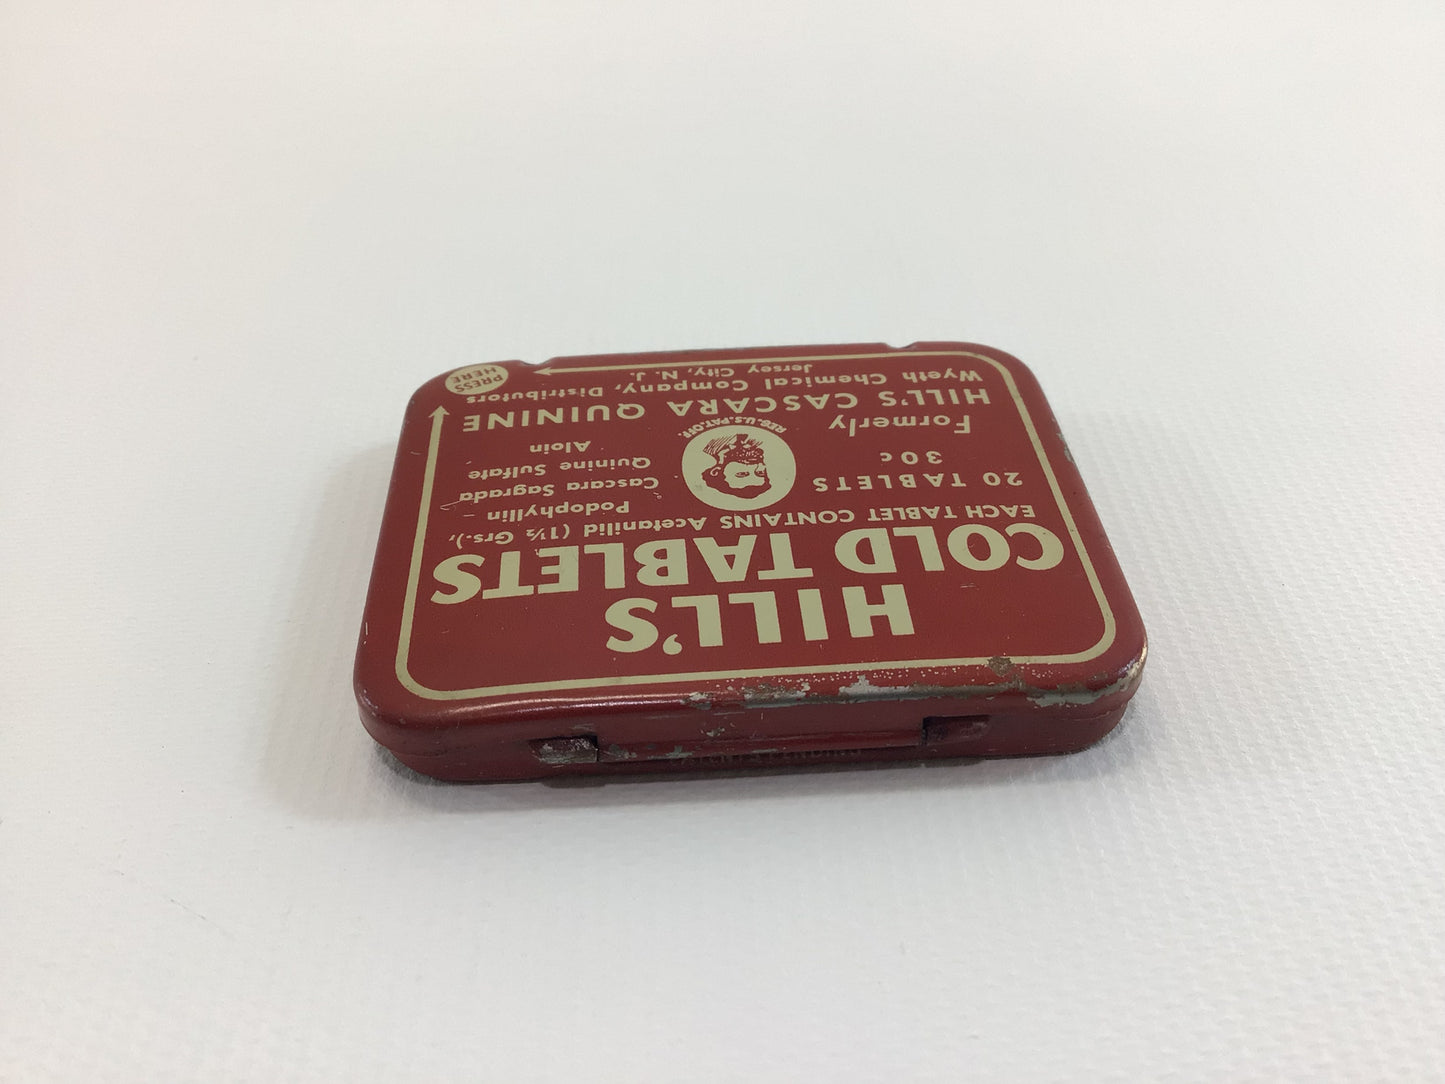 HILL'S
COLD TABLETS
EACH TABLET CONTAINS Acetanilid (1½ Grs.),
Podophyllin –
20 TABLETS
Cascara Sagrada
30c
Quinine Sulfate
Aloin
REG. U.S. PAT. OFF.
Formerly
HILL'S CASCARA QUININE
Wyeth Chemical Company, Distributors
Jersey City, N. J.
PRESS
HERE